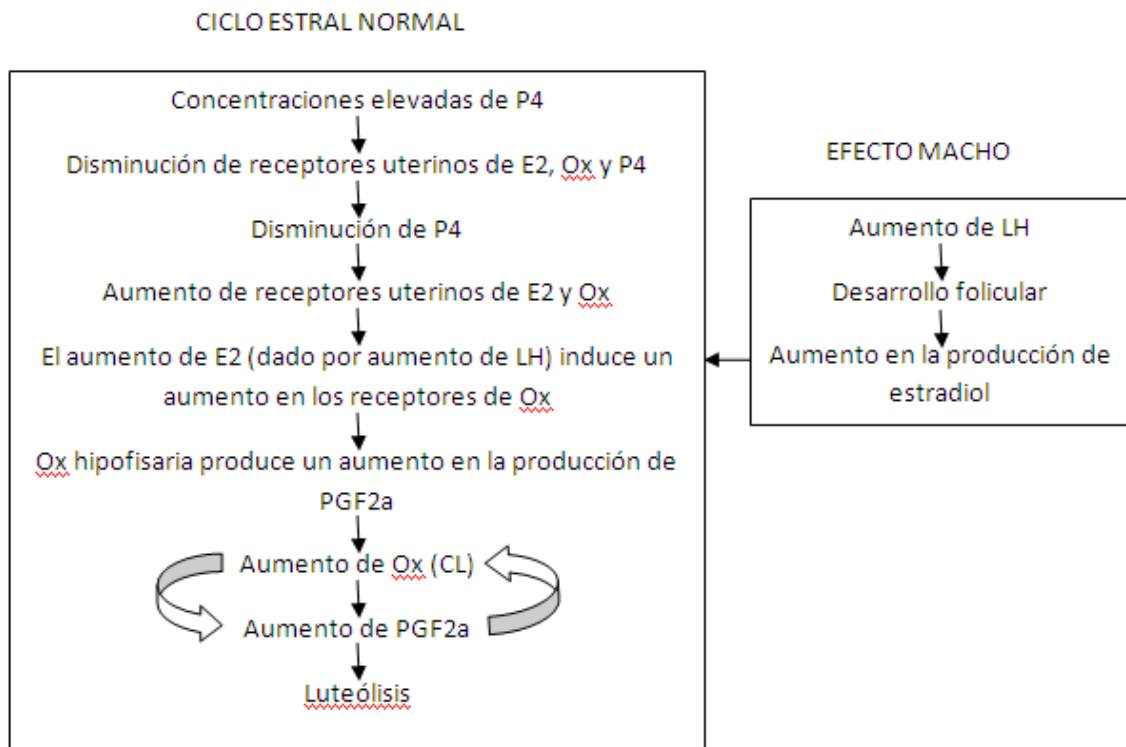 CICLO ESTRAL NORMAL
Concentraciones elevadas de P4
Disminución de receptores uterinos de E2, Ox y P4
Disminución de P4
Aumento de receptores uterinos de E2 y Ox
El aumento de E2 (dado por aumento de LH) induce un
aumento en los receptores de Ox
Ox hipofisaria produce un aumento en la producción de
PGF2a
Aumento de Ox (CL)
Aumento de PGF2a
Luteólisis
EFECTO MACHO
Aumento de LH
Desarrollo folicular
Aumento en la producción de
estradiol